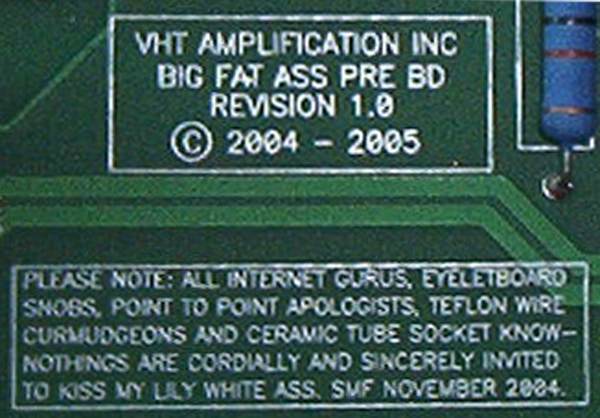 VHT AMPLIFICATION INC
BIG FAT ASS PRE BD
REVISION 1.0
© 2004 - 2005
PLEASE NOTE: ALL INTERNET GURUS, EYELETBOARD
SNOBS, POINT TO POINT APOLOGISTS, TEFLON WIRE
CURMUDGEONS AND CERAMIC TUBE SOCKET KNOW-
NOTHINGS ARE CORDIALLY AND SINCERELY INVITED
TO KISS MY LILY WHITE ASS. SMF NOVEMBER 2004.